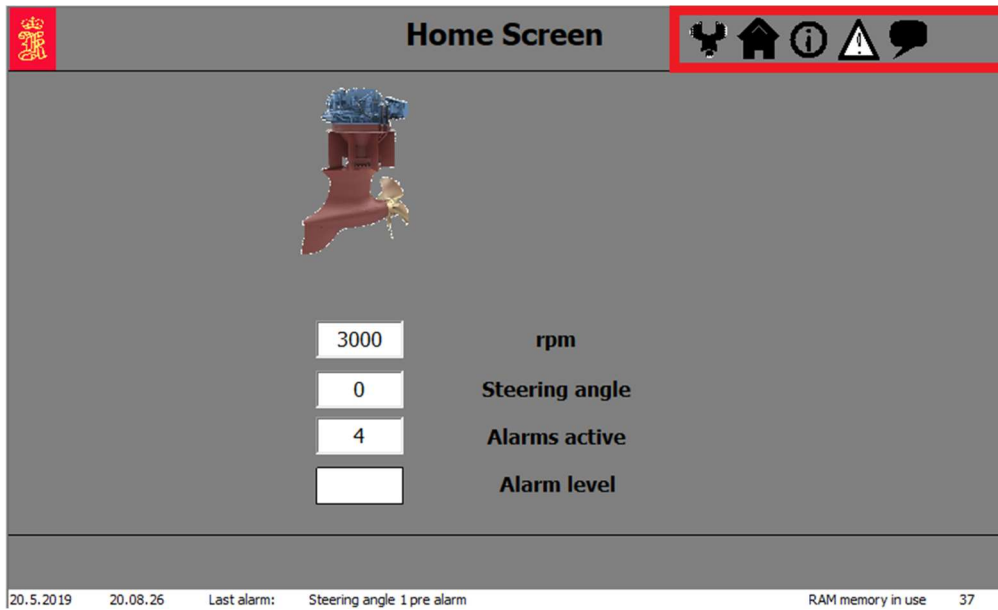 Home Screen
3000 rpm
0 Steering angle
4 Alarms active
Alarm level
20.5.2019 20.08.26 Last alarm: Steering angle 1 pre alarm RAM memory in use 37